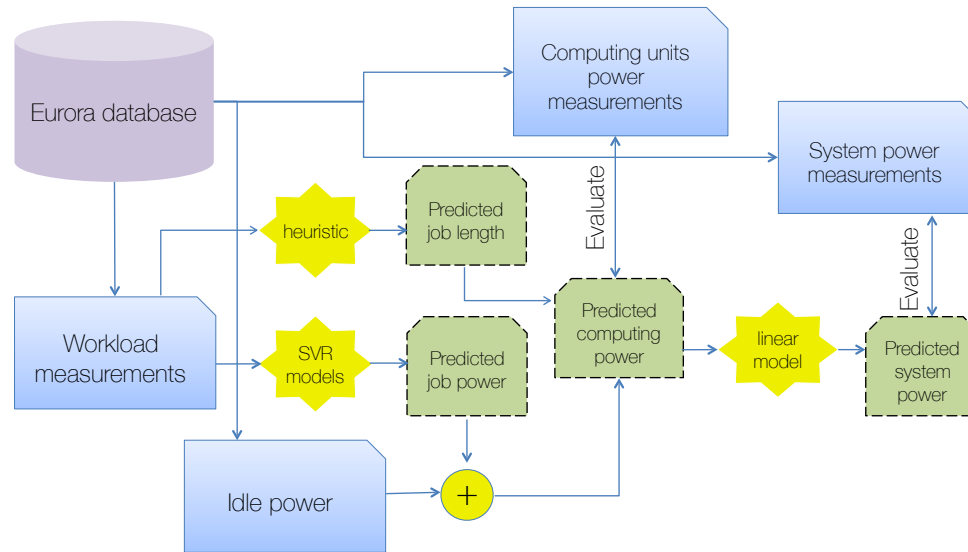 Eurora database
Computing units
power
measurements
System power
measurements
Evaluate
Evaluate
heuristic
Predicted
job length
Workload
measurements
SVR
models
Predicted
job power
Predicted
computing
power
linear
model
Predicted
system
power
Idle power
+